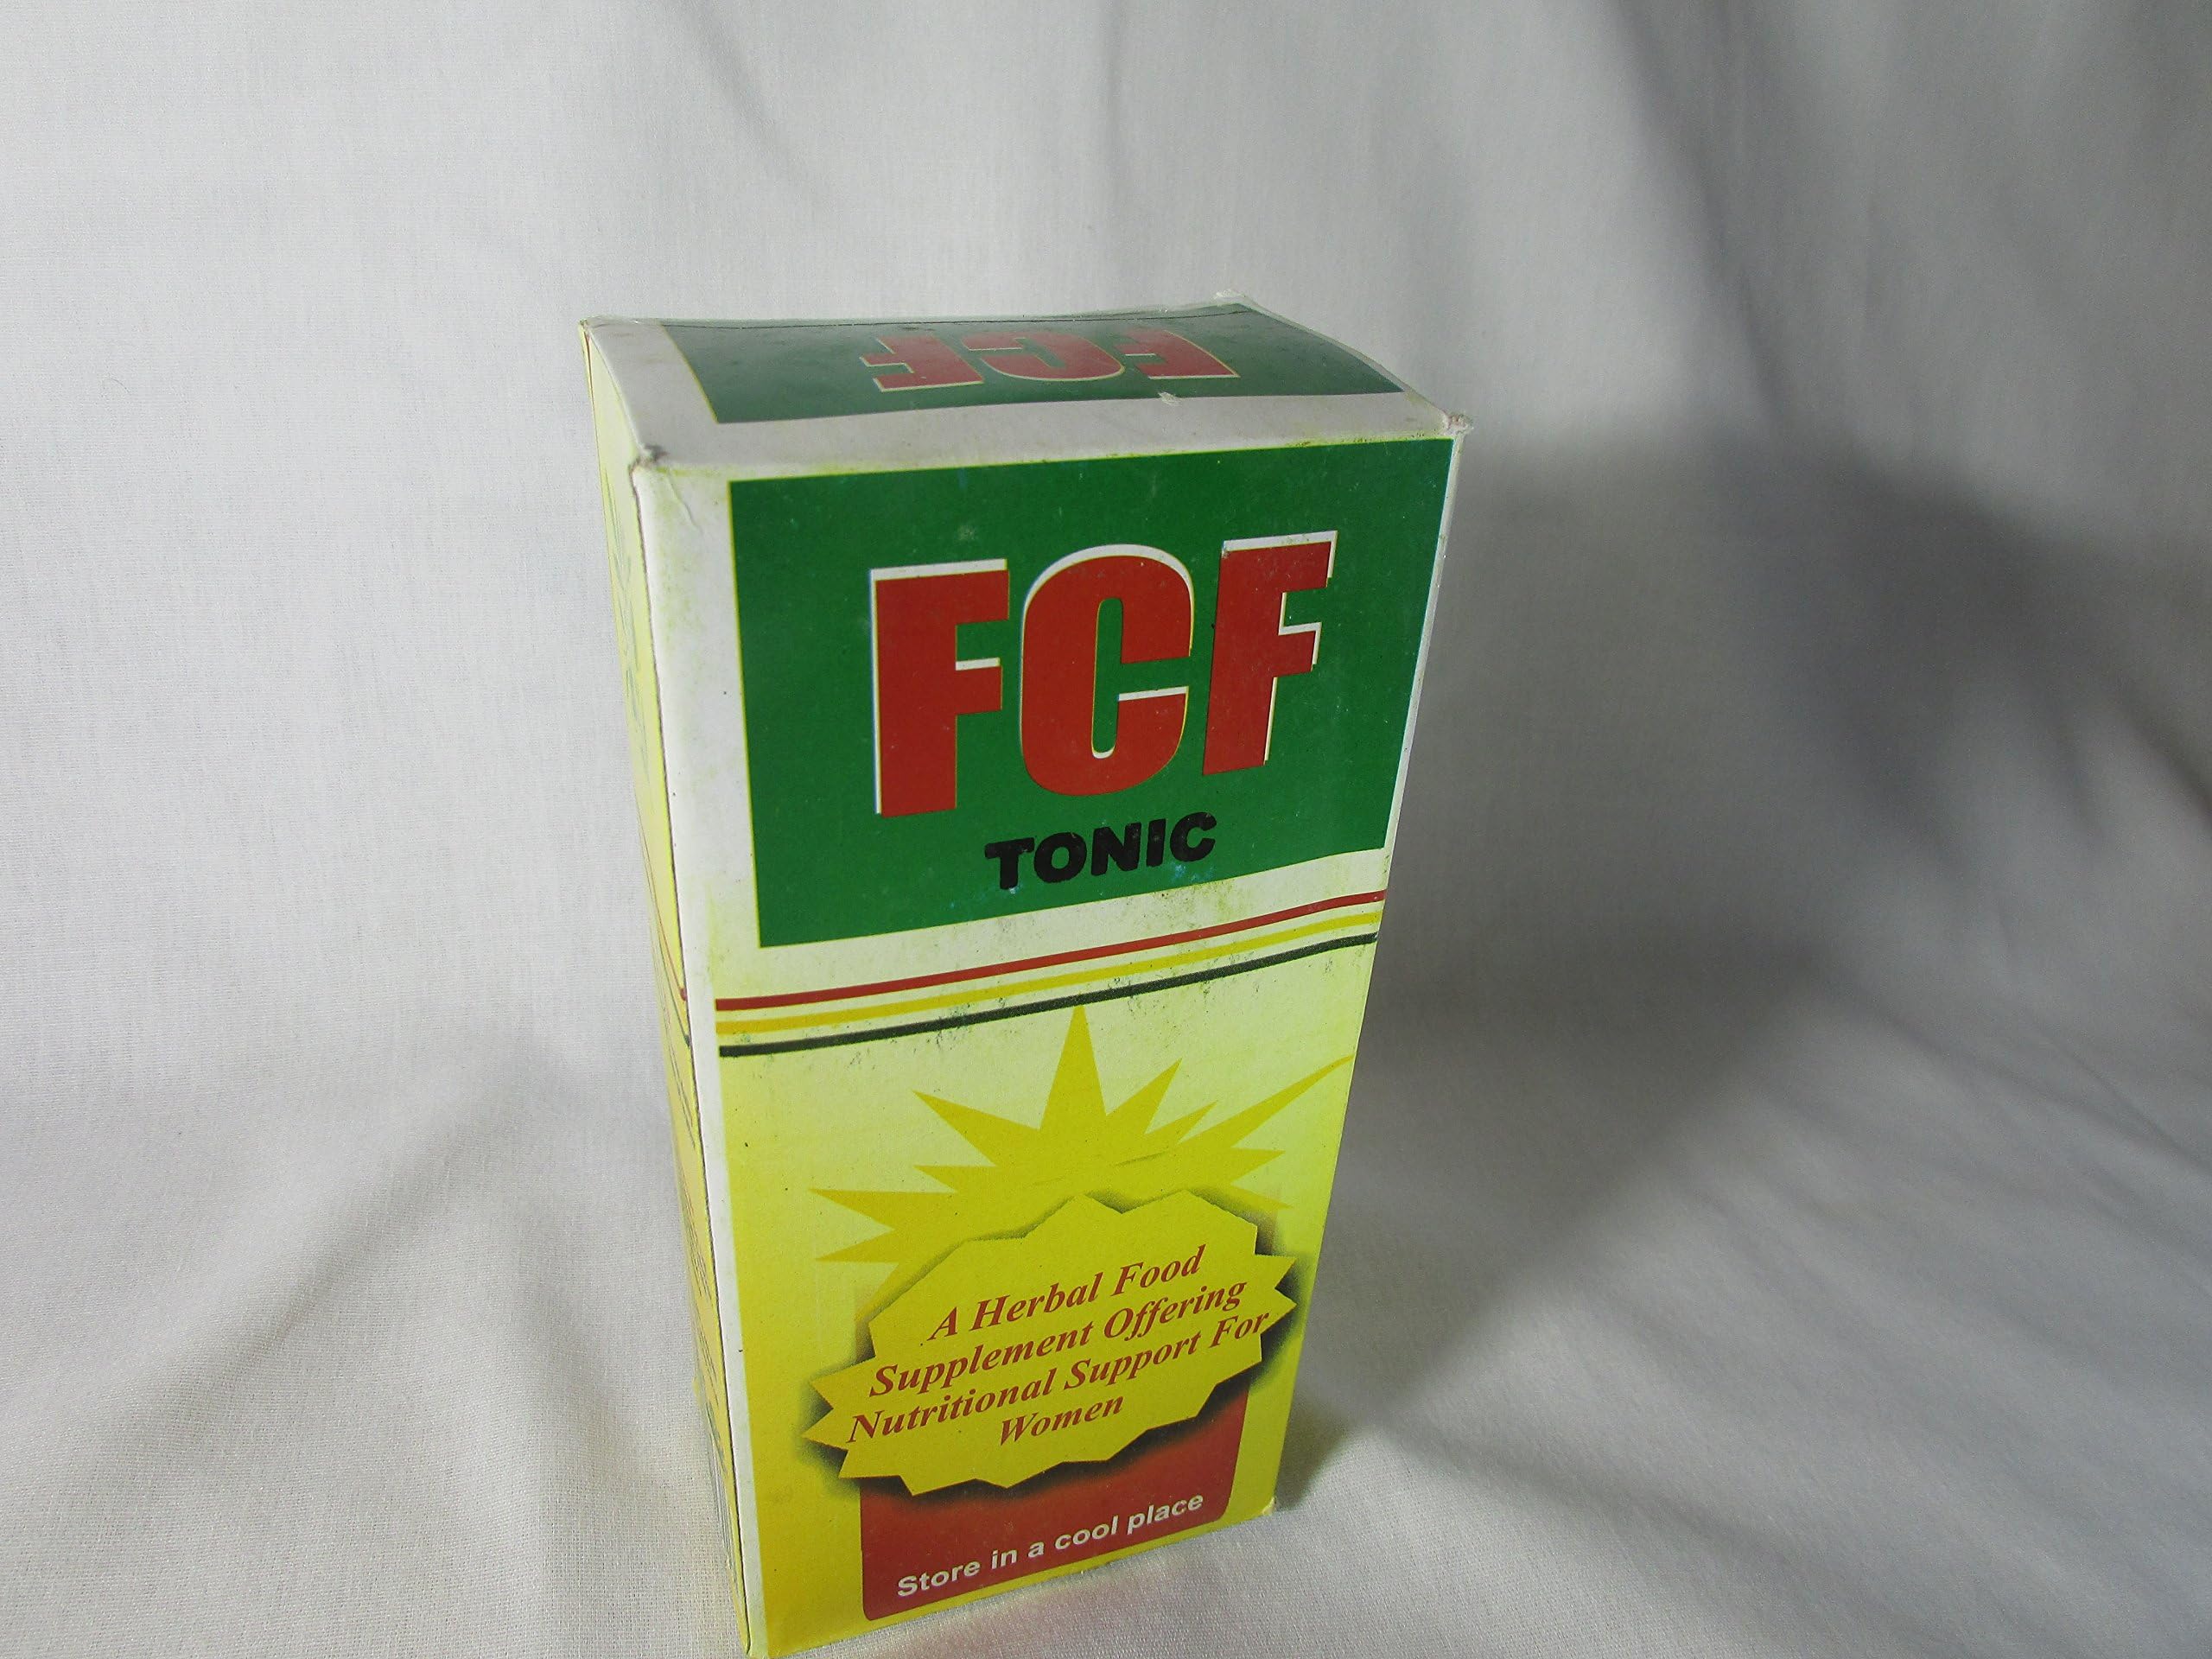 FCF
FCF
TONIC
A Herbal Food
Supplement Offering
Nutritional Support For
Women
Store in a cool place